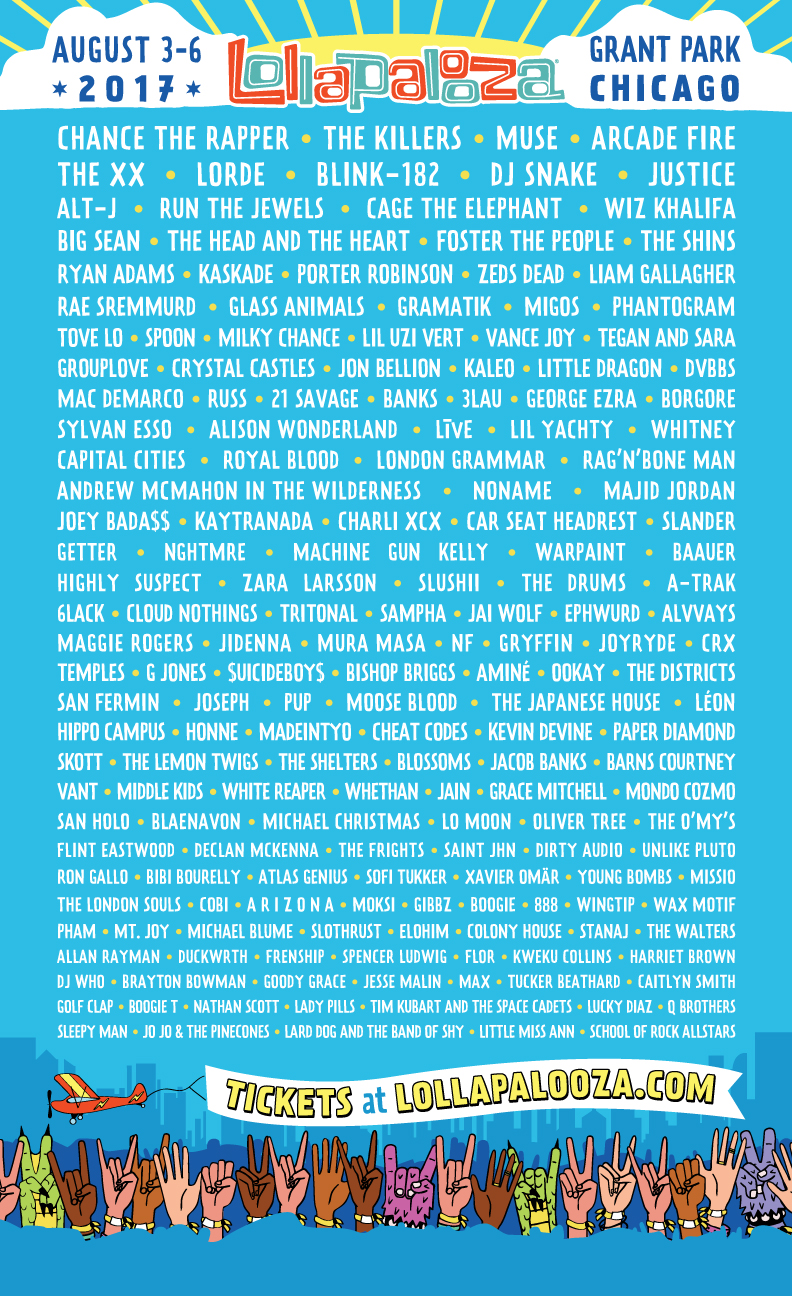 AUGUST 3-6
★ 2017 ★
Lollapalooza
GRANT PARK
CHICAGO
CHANCE THE RAPPER • THE KILLERS • MUSE • ARCADE FIRE
THE XX • LORDE • BLINK-182 • DJ SNAKE • JUSTICE
ALT-J • RUN THE JEWELS • CAGE THE ELEPHANT • WIZ KHALIFA
BIG SEAN • THE HEAD AND THE HEART • FOSTER THE PEOPLE • THE SHINS
RYAN ADAMS • KASKADE • PORTER ROBINSON • ZEDS DEAD • LIAM GALLAGHER
RAE SREMMURD • GLASS ANIMALS • GRAMATIK • MIGOS • PHANTOGRAM
TOVE LO • SPOON • MILKY CHANCE • LIL UZI VERT • VANCE JOY • TEGAN AND SARA
GROUPLOVE • CRYSTAL CASTLES • JON BELLION • KALEO • LITTLE DRAGON • DVBBS
MAC DEMARCO • RUSS • 21 SAVAGE • BANKS • 3LAU • GEORGE EZRA • BORGORE
SYLVAN ESSO • ALISON WONDERLAND • LĪVE • LIL YACHTY • WHITNEY
CAPITAL CITIES • ROYAL BLOOD • LONDON GRAMMAR • RAG'N'BONE MAN
ANDREW MCMAHON IN THE WILDERNESS • NONAME • MAJID JORDAN
JOEY BADA$$ • KAYTRANADA • CHARLI XCX • CAR SEAT HEADREST • SLANDER
GETTER • NGHTMRE • MACHINE GUN KELLY • WARPAINT • BAAUER
HIGHLY SUSPECT • ZARA LARSSON • SLUSHII • THE DRUMS • A-TRAK
6LACK • CLOUD NOTHINGS • TRITONAL • SAMPHA • JAI WOLF • EPHWURD • ALVVAYS
MAGGIE ROGERS • JIDENNA • MURA MASA • NF • GRYFFIN • JOYRYDE • CRX
TEMPLES • G JONES • $UICIDEBOY$ • BISHOP BRIGGS • AMINÉ • OOKAY • THE DISTRICTS
SAN FERMIN • JOSEPH • PUP • MOOSE BLOOD • THE JAPANESE HOUSE • LÉON
HIPPO CAMPUS • HONNE • MADEINTYO • CHEAT CODES • KEVIN DEVINE • PAPER DIAMOND
SKOTT • THE LEMON TWIGS • THE SHELTERS • BLOSSOMS • JACOB BANKS • BARNS COURTNEY
VANT • MIDDLE KIDS • WHITE REAPER • WHETHAN • JAIN • GRACE MITCHELL • MONDO COZMO
SAN HOLO • BLAENAVON • MICHAEL CHRISTMAS • LO MOON • OLIVER TREE • THE O'MY'S
FLINT EASTWOOD • DECLAN MCKENNA • THE FRIGHTS • SAINT JHN • DIRTY AUDIO • UNLIKE PLUTO
RON GALLO • BIBI BOURELLY • ATLAS GENIUS • SOFI TUKKER • XAVIER OMÄR • YOUNG BOMBS • MISSIO
THE LONDON SOULS • COBI • A R I Z O N A • MOKSI • GIBBZ • BOOGIE • 888 • WINGTIP • WAX MOTIF
PHAM • MT. JOY • MICHAEL BLUME • SLOTHRUST • ELOHIM • COLONY HOUSE • STANAJ • THE WALTERS
ALLAN RAYMAN • DUCKWRTH • FRENSHIP • SPENCER LUDWIG • FLOR • KWEKU COLLINS • HARRIET BROWN
DJ WHO • BRAYTON BOWMAN • GOODY GRACE • JESSE MALIN • MAX • TUCKER BEATHARD • CAITLYN SMITH
GOLF CLAP • BOOGIE T • NATHAN SCOTT • LADY PILLS • TIM KUBART AND THE SPACE CADETS • LUCKY DIAZ • Q BROTHERS
SLEEPY MAN • JO JO & THE PINECONES • LARD DOG AND THE BAND OF SHY • LITTLE MISS ANN • SCHOOL OF ROCK ALLSTARS
TICKETS at LOLLAPALOOZA.COM